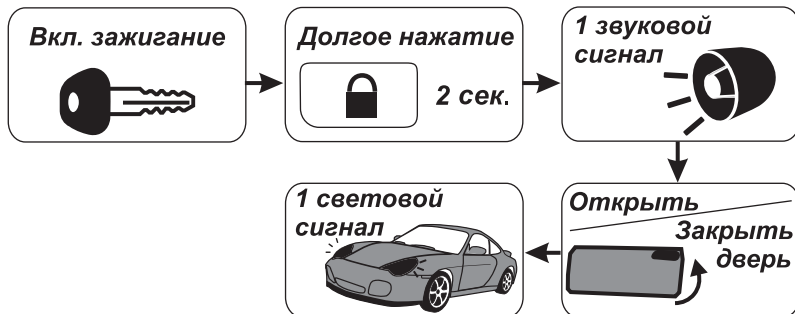 Вкл. зажигание
Долгое нажатие
2 сек.
1 звуковой
сигнал
Открыть
Закрыть
дверь
1 световой
сигнал